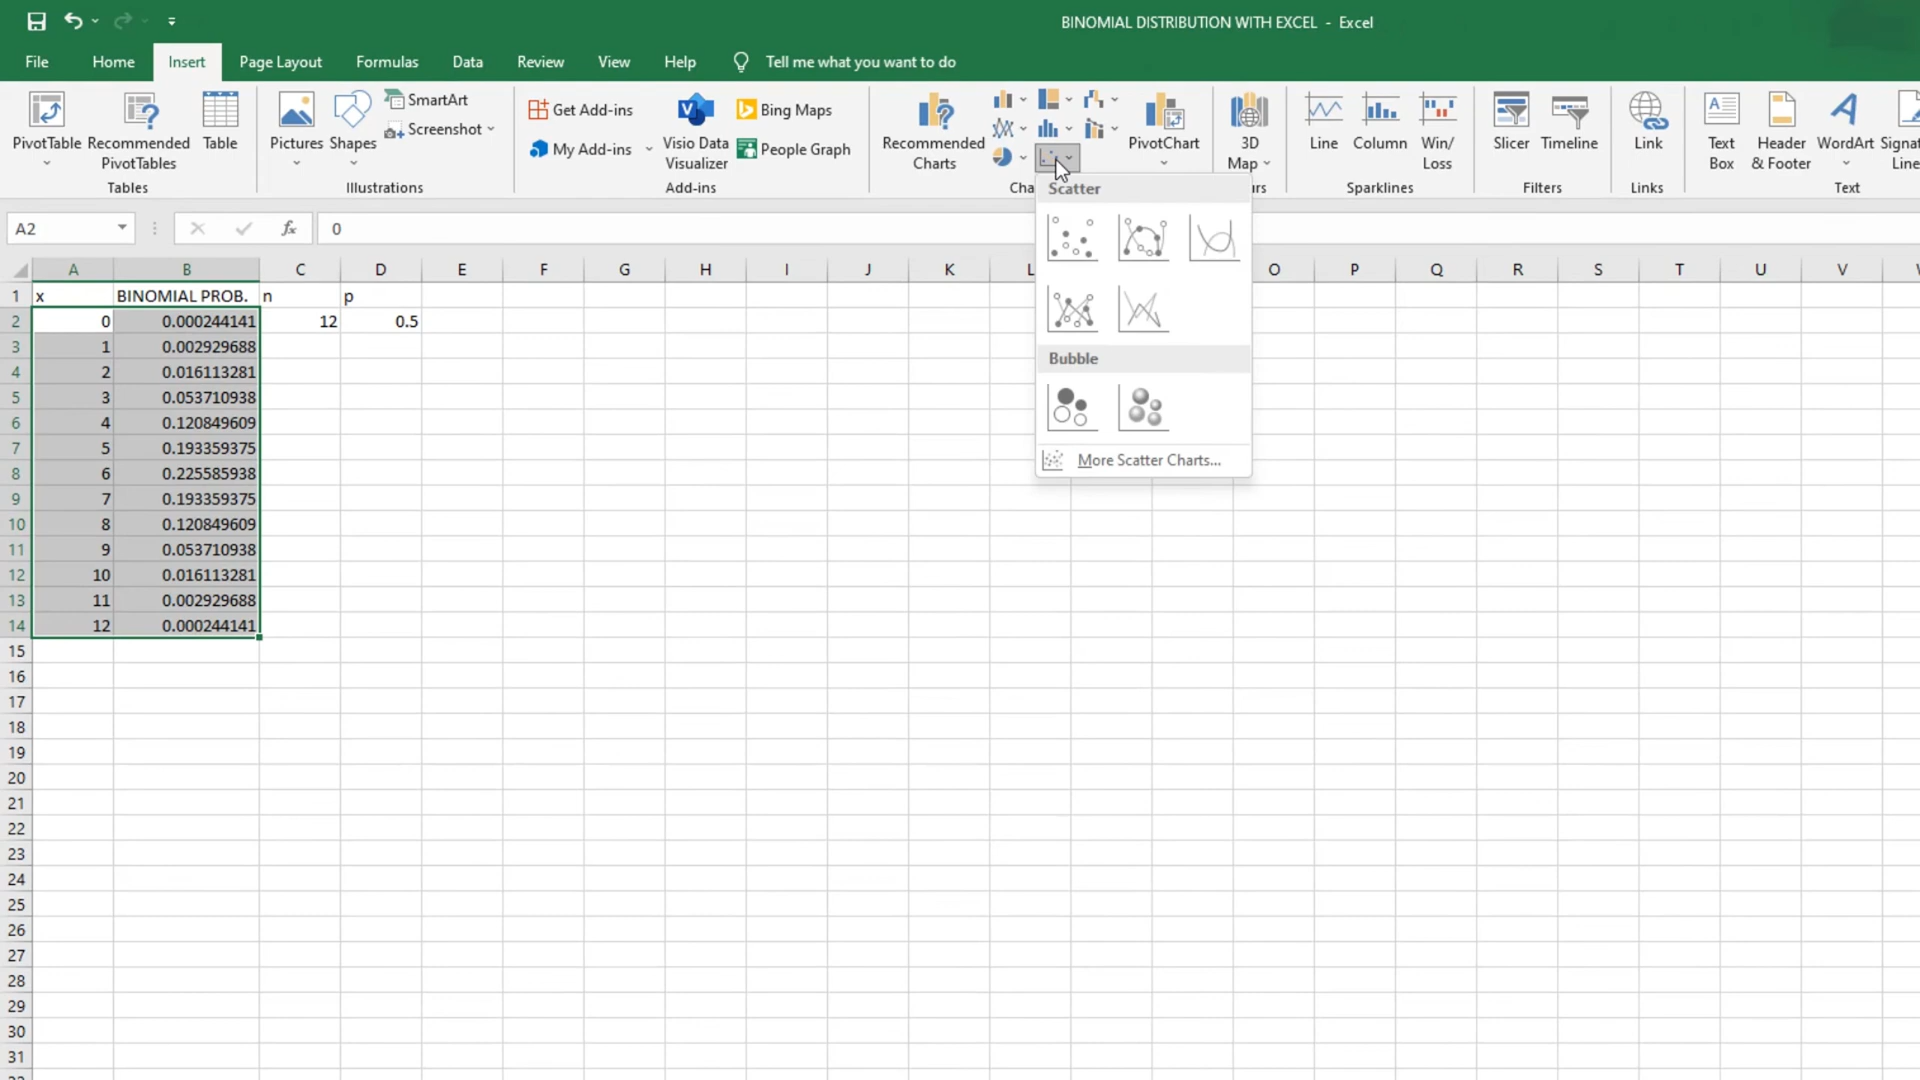 BINOMIAL DISTRIBUTION WITH EXCEL - Excel
File Home Insert Page Layout Formulas Data Review View Help Tell me what you want to do
PivotTable
Recommended
PivotTables
Table
Tables
Pictures
Shapes
SmartArt
Screenshot
Illustrations
Get Add-ins
My Add-ins
Visio Data
Visualizer
Bing Maps
People Graph
Add-ins
Recommended
Charts
PivotChart
3D
Map
Line
Column
Win/
Loss
Sparklines
Slicer
Timeline
Filters
Link
Links
Text
Box
Header
& Footer
WordArt
Text
A2 fx 0
Scatter
Bubble
More Scatter Charts...
A B C D E F G H I J K L O P Q R S T U V
1 x BINOMIAL PROB. n p
2 0 0.000244141 12 0.5
3 1 0.002929688
4 2 0.016113281
5 3 0.053710938
6 4 0.120849609
7 5 0.193359375
8 6 0.225585938
9 7 0.193359375
10 8 0.120849609
11 9 0.053710938
12 10 0.016113281
13 11 0.002929688
14 12 0.000244141
15
16
17
18
19
20
21
22
23
24
25
26
27
28
29
30
31